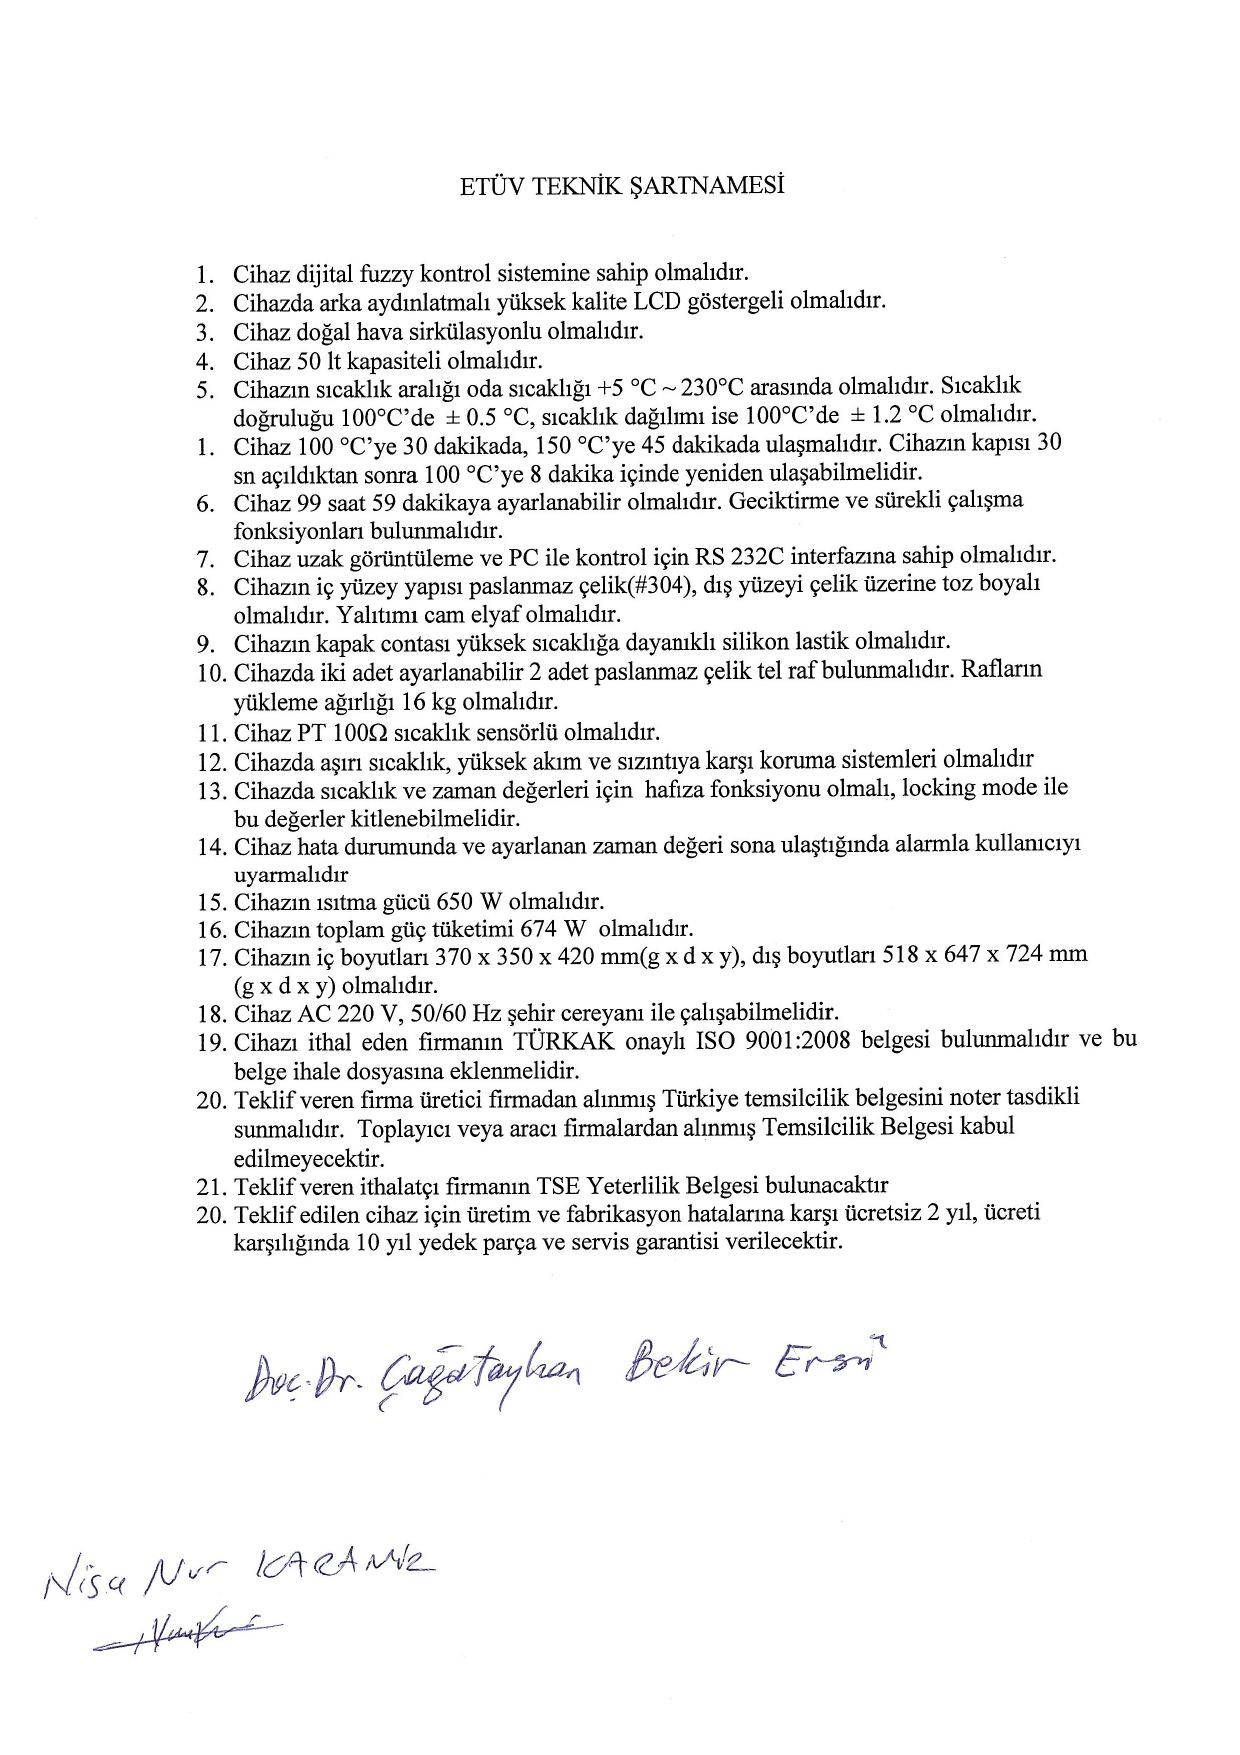 ETÜV TEKNİK ŞARTNAMESİ
1. Cihaz dijital fuzzy kontrol sistemine sahip olmalıdır.
2. Cihazda arka aydınlatmalı yüksek kalite LCD göstergeli olmalıdır.
3. Cihaz doğal hava sirkülasyonlu olmalıdır.
4. Cihaz 50 lt kapasiteli olmalıdır.
5. Cihazın sıcaklık aralığı oda sıcaklığı +5 °C ~ 230°C arasında olmalıdır. Sıcaklık
doğruluğu 100°C’de ± 0.5 °C, sıcaklık dağılımı ise 100°C’de ± 1.2 °C olmalıdır.
1. Cihaz 100 °C’ye 30 dakikada, 150 °C’ye 45 dakikada ulaşmalıdır. Cihazın kapısı 30
sn açıldıktan sonra 100 °C’ye 8 dakika içinde yeniden ulaşabilmelidir.
6. Cihaz 99 saat 59 dakikaya ayarlanabilir olmalıdır. Geciktirme ve sürekli çalışma
fonksiyonları bulunmalıdır.
7. Cihaz uzak görüntüleme ve PC ile kontrol için RS 232C interfazına sahip olmalıdır.
8. Cihazın iç yüzey yapısı paslanmaz çelik(#304), dış yüzeyi çelik üzerine toz boyalı
olmalıdır. Yalıtımı cam elyaf olmalıdır.
9. Cihazın kapak contası yüksek sıcaklığa dayanıklı silikon lastik olmalıdır.
10. Cihazda iki adet ayarlanabilir 2 adet paslanmaz çelik tel raf bulunmalıdır. Rafların
yükleme ağırlığı 16 kg olmalıdır.
11. Cihaz PT 100Ω sıcaklık sensörlü olmalıdır.
12. Cihazda aşırı sıcaklık, yüksek akım ve sızıntıya karşı koruma sistemleri olmalıdır
13. Cihazda sıcaklık ve zaman değerleri için hafıza fonksiyonu olmalı, locking mode ile
bu değerler kitlenebilmelidir.
14. Cihaz hata durumunda ve ayarlanan zaman değeri sona ulaştığında alarmla kullanıcıyı
uyarmalıdır
15. Cihazın ısıtma gücü 650 W olmalıdır.
16. Cihazın toplam güç tüketimi 674 W olmalıdır.
17. Cihazın iç boyutları 370 x 350 x 420 mm(g x d x y), dış boyutları 518 x 647 x 724 mm
(g x d x y) olmalıdır.
18. Cihaz AC 220 V, 50/60 Hz şehir cereyanı ile çalışabilmelidir.
19. Cihazı ithal eden firmanın TÜRKAK onaylı ISO 9001:2008 belgesi bulunmalıdır ve bu
belge ihale dosyasına eklenmelidir.
20. Teklif veren firma üretici firmadan alınmış Türkiye temsilcilik belgesini noter tasdikli
sunmalıdır. Toplayıcı veya aracı firmalardan alınmış Temsilcilik Belgesi kabul
edilmeyecektir.
21. Teklif veren ithalatçı firmanın TSE Yeterlilik Belgesi bulunacaktır
20. Teklif edilen cihaz için üretim ve fabrikasyon hatalarına karşı ücretsiz 2 yıl, ücreti
karşılığında 10 yıl yedek parça ve servis garantisi verilecektir.
Doç. Dr. Çağatayhan Bekir Ersü
Nisa Nur